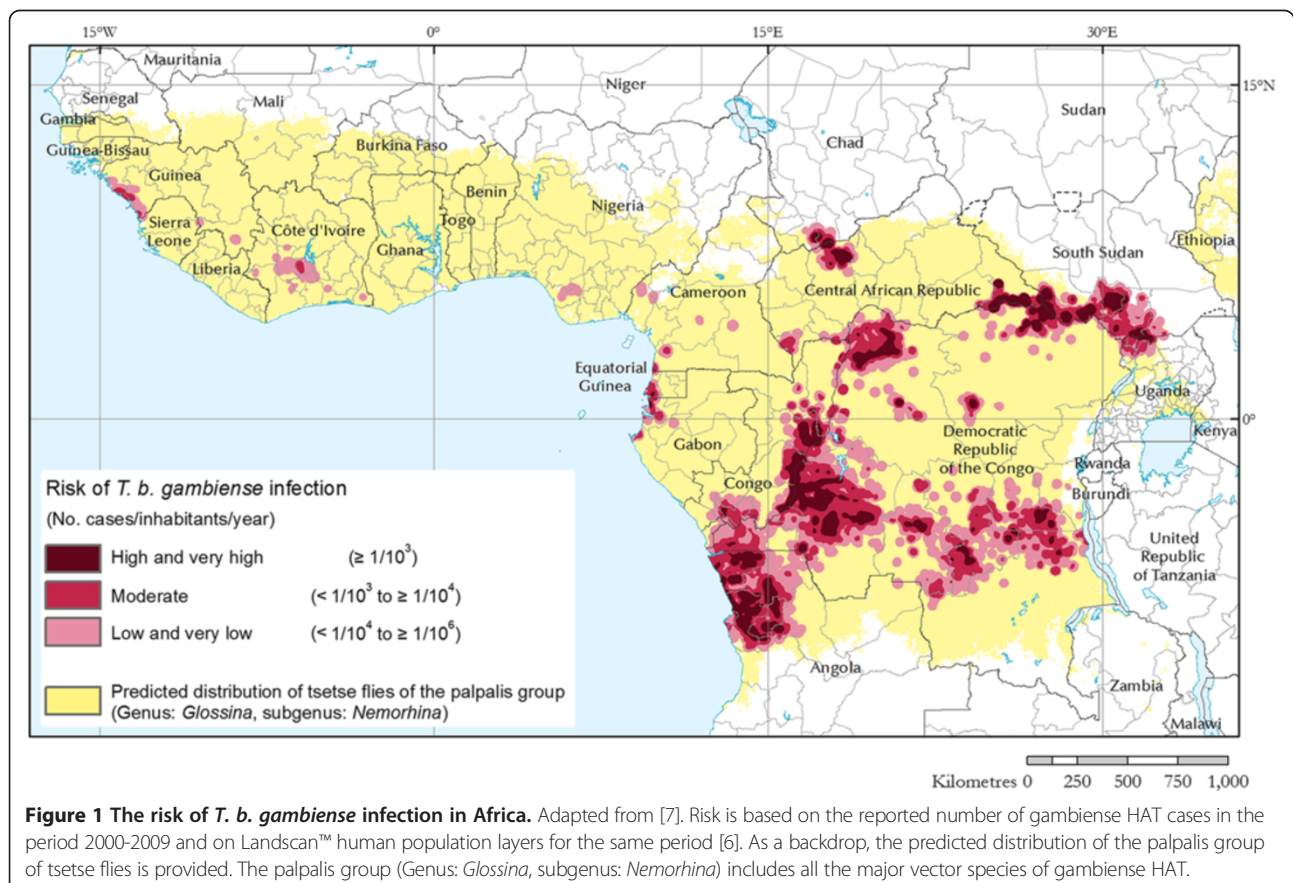 15°W 0° 15°E 30°E
Mauritania
Niger
15°N
Senegal
Mali
Sudan
Gambia
Chad
Burkina Faso
Guinea-Bissau
Guinea
Benin
Nigeria
Togo
Sierra
Leone
Côte d'Ivoire
Ghana
Ethiopia
South Sudan
Liberia
Cameroon
Central African Republic
Equatorial
Guinea
Uganda
0°
Kenya
Gabon
Democratic
Republic
of the Congo
Rwanda
Congo
Burundi
United
Republic
of Tanzania
Angola
Zambia
Malawi
Risk of T. b. gambiense infection
(No. cases/inhabitants/year)
High and very high (≥ 1/10³)
Moderate (< 1/10³ to ≥ 1/10⁴)
Low and very low (< 1/10⁴ to ≥ 1/10⁶)
Predicted distribution of tsetse flies of the palpalis group
(Genus: Glossina, subgenus: Nemorhina)
Kilometres 0 250 500 750 1,000
Figure 1 The risk of T. b. gambiense infection in Africa. Adapted from [7]. Risk is based on the reported number of gambiense HAT cases in the
period 2000-2009 and on Landscan™ human population layers for the same period [6]. As a backdrop, the predicted distribution of the palpalis group
of tsetse flies is provided. The palpalis group (Genus: Glossina, subgenus: Nemorhina) includes all the major vector species of gambiense HAT.